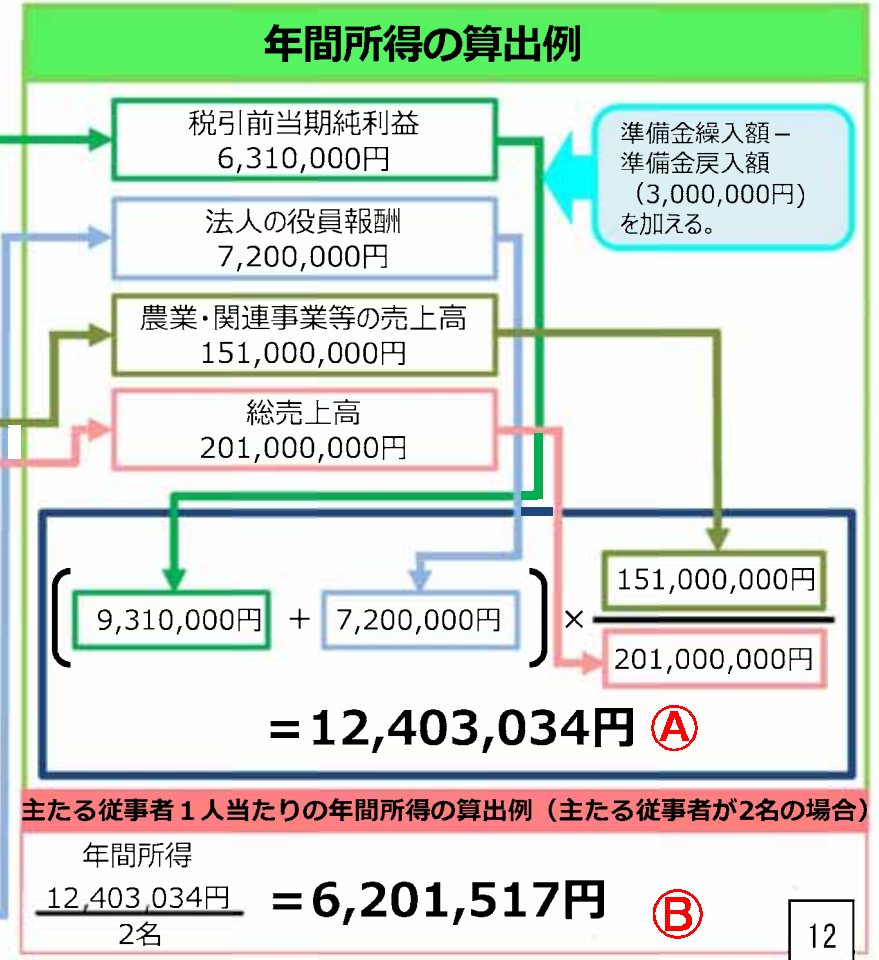 年間所得の算出例
税引前当期純利益
6,310,000円
準備金繰入額－
準備金戻入額
（3,000,000円)
を加える。
法人の役員報酬
7,200,000円
農業・関連事業等の売上高
151,000,000円
総売上高
201,000,000円
9,310,000円 + 7,200,000円 × 151,000,000円
201,000,000円
=12,403,034円 Ⓐ
主たる従事者１人当たりの年間所得の算出例（主たる従事者が2名の場合）
年間所得
12,403,034円
2名
=6,201,517円 Ⓑ
12